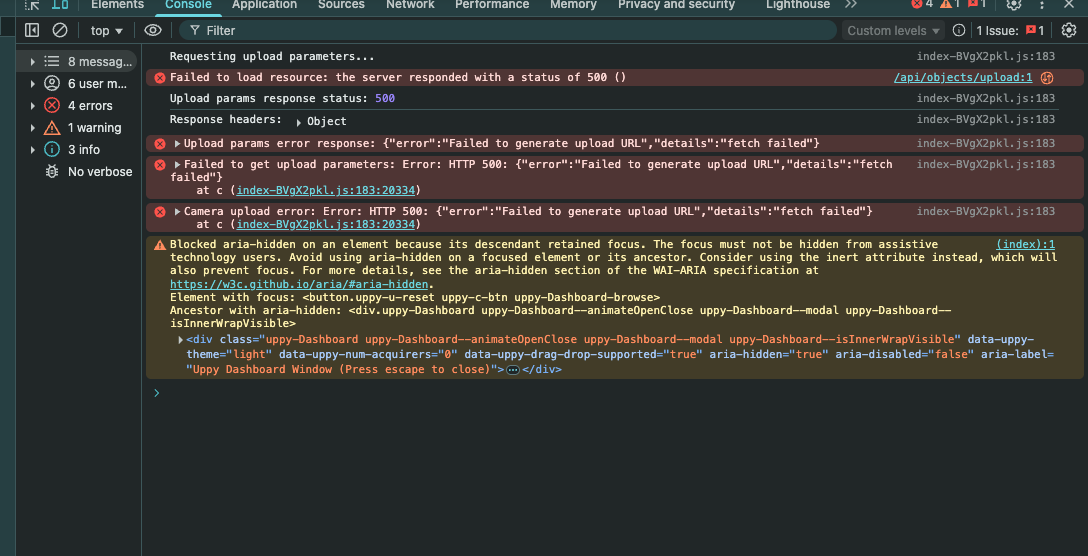 Elements Console Application Sources Network Performance Memory Privacy and security Lighthouse 4 1 1
top Filter Custom levels 1 Issue: 1
8 messag...
6 user m...
4 errors
1 warning
3 info
No verbose
Requesting upload parameters... index-BVgX2pkl.js:183
Failed to load resource: the server responded with a status of 500 () /api/objects/upload:1
Upload params response status: 500 index-BVgX2pkl.js:183
Response headers: Object index-BVgX2pkl.js:183
Upload params error response: {"error":"Failed to generate upload URL","details":"fetch failed"} index-BVgX2pkl.js:183
Failed to get upload parameters: Error: HTTP 500: {"error":"Failed to generate upload URL","details":"fetch index-BVgX2pkl.js:183
failed"}
at c (index-BVgX2pkl.js:183:20334)
Camera upload error: Error: HTTP 500: {"error":"Failed to generate upload URL","details":"fetch failed"} index-BVgX2pkl.js:183
at c (index-BVgX2pkl.js:183:20334)
Blocked aria-hidden on an element because its descendant retained focus. The focus must not be hidden from assistive (index):1
technology users. Avoid using aria-hidden on a focused element or its ancestor. Consider using the inert attribute instead, which will
also prevent focus. For more details, see the aria-hidden section of the WAI-ARIA specification at
https://w3c.github.io/aria/#aria-hidden.
Element with focus: <button.uppy-u-reset uppy-c-btn uppy-Dashboard-browse>
Ancestor with aria-hidden: <div.uppy-Dashboard uppy-Dashboard--animateOpenClose uppy-Dashboard--modal uppy-Dashboard--
isInnerWrapVisible>
<div class="uppy-Dashboard uppy-Dashboard--animateOpenClose uppy-Dashboard--modal uppy-Dashboard--isInnerWrapVisible" data-uppy-
theme="light" data-uppy-num-acquirers="0" data-uppy-drag-drop-supported="true" aria-hidden="true" aria-disabled="false" aria-label=
"Uppy Dashboard Window (Press escape to close)">…</div>